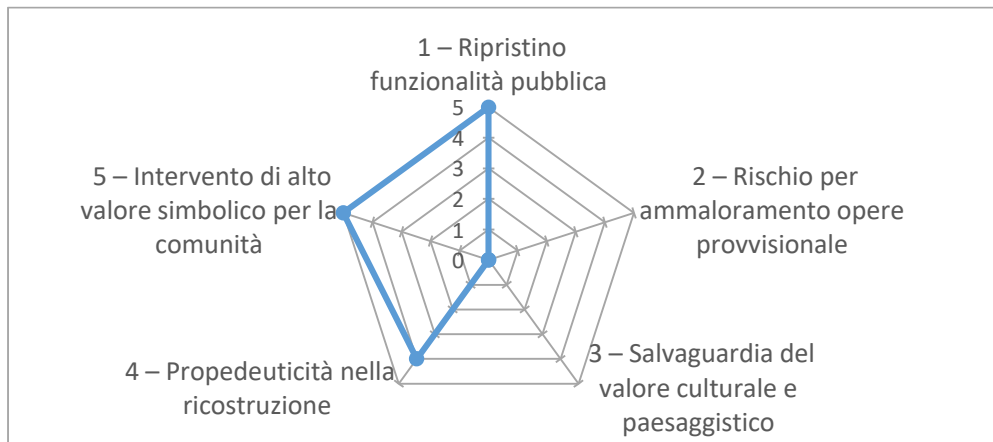 1 – Ripristino
funzionalità pubblica
5
4
3
2
1
0
2 – Rischio per
ammaloramento opere
provvisionale
3 – Salvaguardia del
valore culturale e
paesaggistico
4 – Propedeuticità nella
ricostruzione
5 – Intervento di alto
valore simbolico per la
comunità